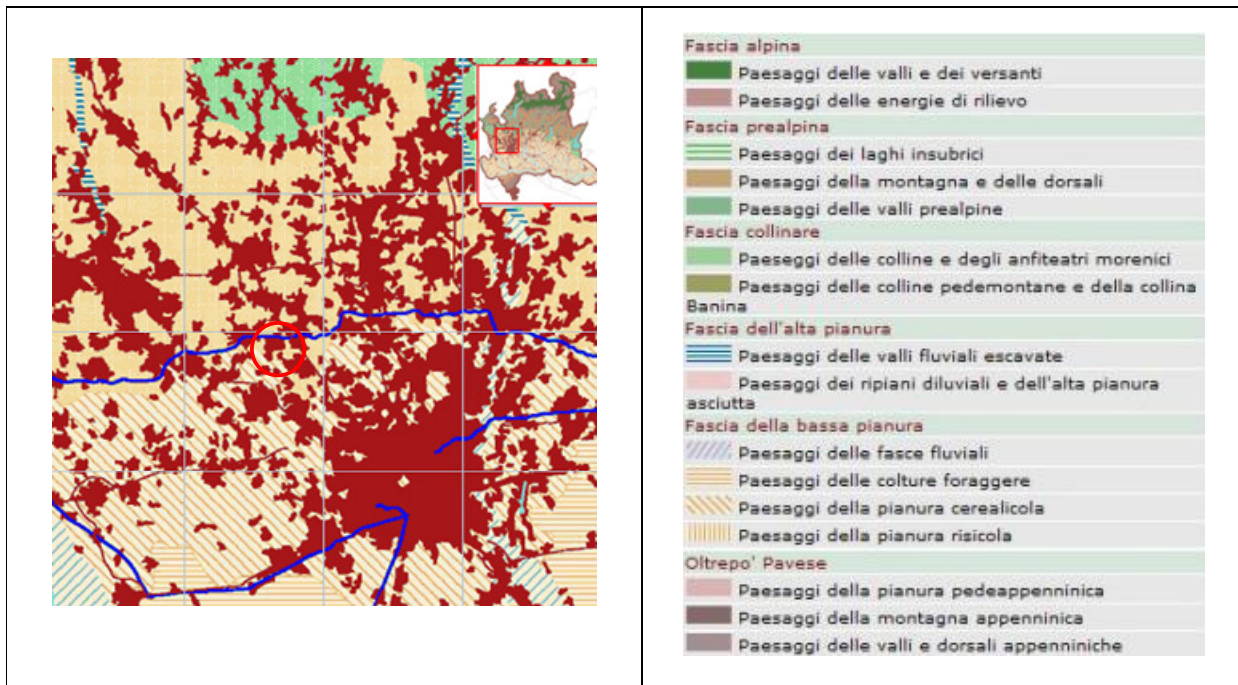 Fascia alpina
Paesaggi delle valli e dei versanti
Paesaggi delle energie di rilievo
Fascia prealpina
Paesaggi dei laghi insubrici
Paesaggi della montagna e delle dorsali
Paesaggi delle valli prealpine
Fascia collinare
Paeseggi delle colline e degli anfiteatri morenici
Paesaggi delle colline pedemontane e della collina
Banina
Fascia dell'alta pianura
Paesaggi delle valli fluviali escavate
Paesaggi dei ripiani diluviali e dell'alta pianura
asciutta
Fascia della bassa pianura
Paesaggi delle fasce fluviali
Paesaggi delle colture foraggere
Paesaggi della pianura cerealicola
Paesaggi della pianura risicola
Oltrepo' Pavese
Paesaggi della pianura pedeappenninica
Paesaggi della montagna appenninica
Paesaggi delle valli e dorsali appenniniche